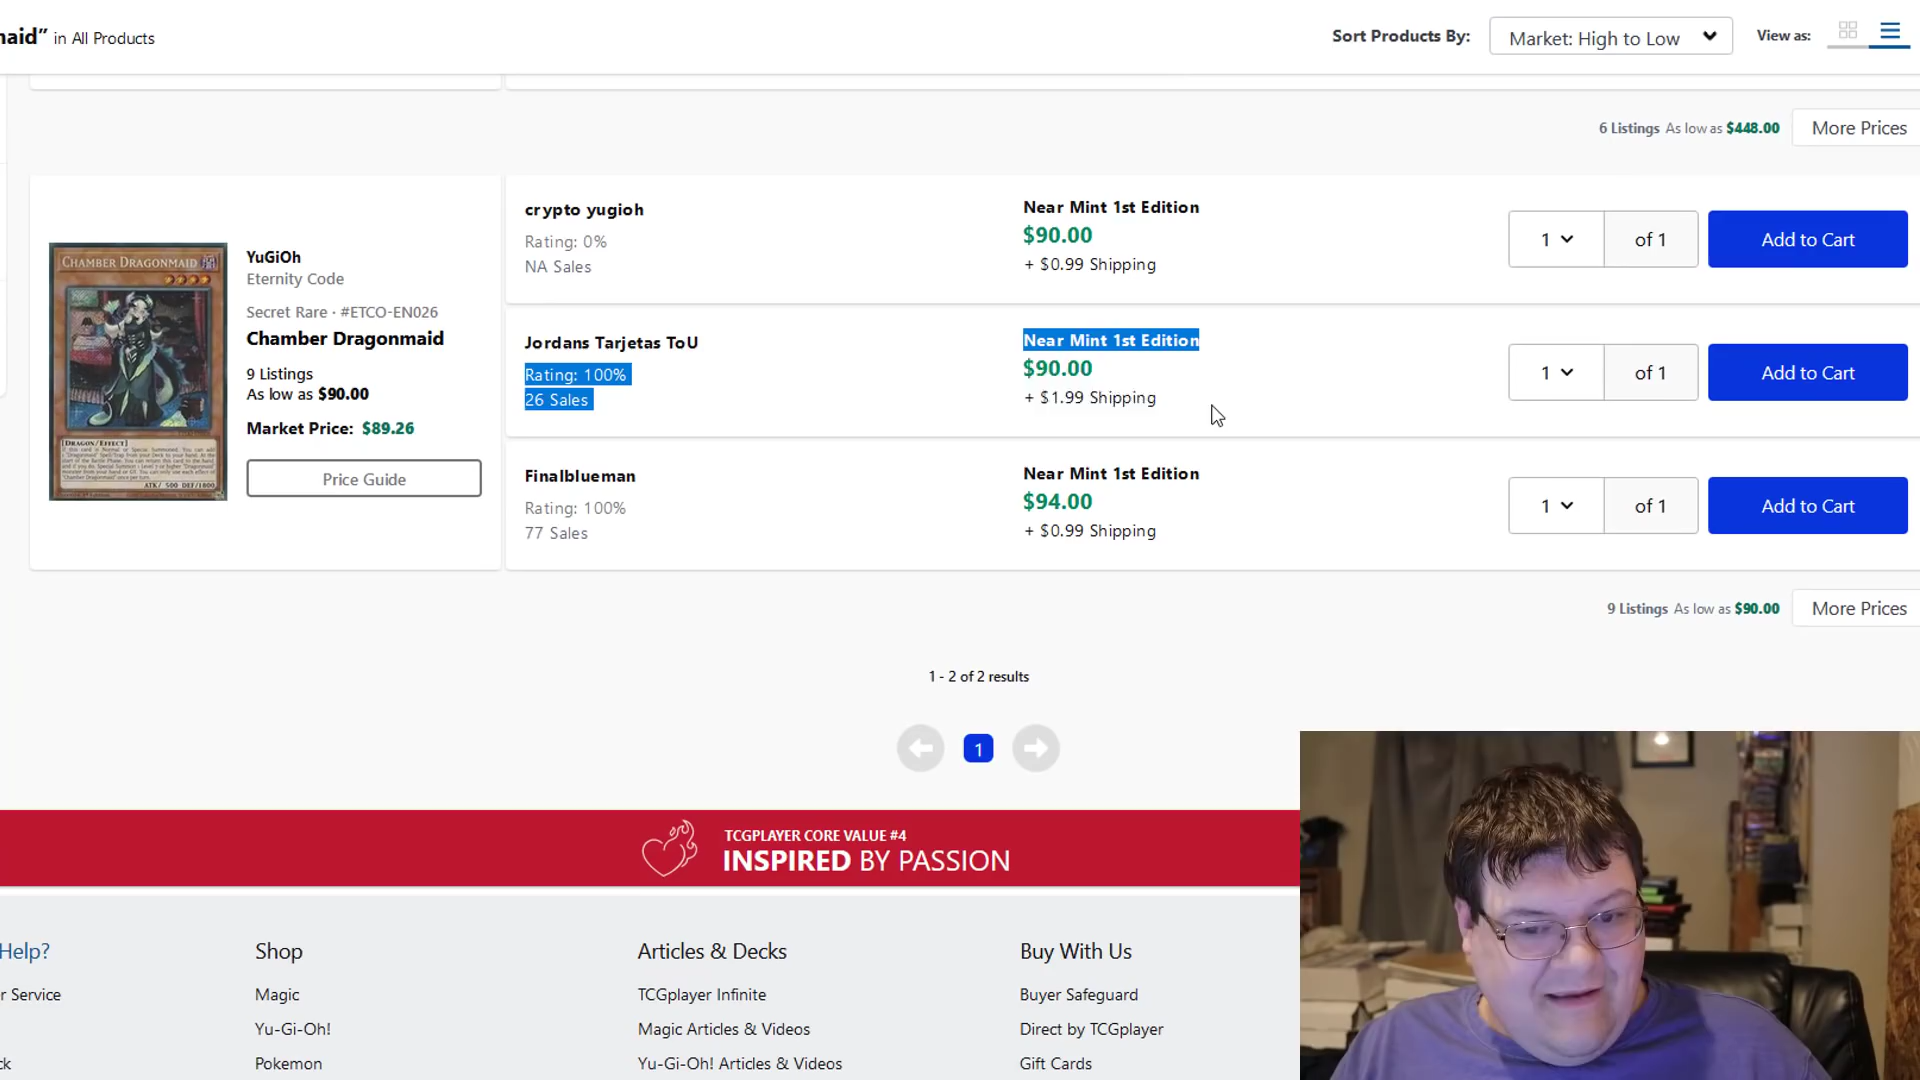 naid” in All Products
Sort Products By:
Market: High to Low
View as:
6 Listings As low as $448.00
More Prices
CHAMBER DRAGONMAID
[DRAGON/EFFECT]
ATK/ 500 DEF/1800
YuGiOh
Eternity Code
Secret Rare · #ETCO-EN026
Chamber Dragonmaid
9 Listings
As low as $90.00
Market Price: $89.26
Price Guide
crypto yugioh
Rating: 0%
NA Sales
Near Mint 1st Edition
$90.00
+ $0.99 Shipping
1
of 1
Add to Cart
Jordans Tarjetas ToU
Rating: 100%
26 Sales
Near Mint 1st Edition
$90.00
+ $1.99 Shipping
1
of 1
Add to Cart
Finalblueman
Rating: 100%
77 Sales
Near Mint 1st Edition
$94.00
+ $0.99 Shipping
1
of 1
Add to Cart
9 Listings As low as $90.00
More Prices
1 - 2 of 2 results
1
TCGPLAYER CORE VALUE #4
INSPIRED BY PASSION
Help?
r Service
ck
Shop
Magic
Yu-Gi-Oh!
Pokemon
Articles & Decks
TCGplayer Infinite
Magic Articles & Videos
Yu-Gi-Oh! Articles & Videos
Buy With Us
Buyer Safeguard
Direct by TCGplayer
Gift Cards